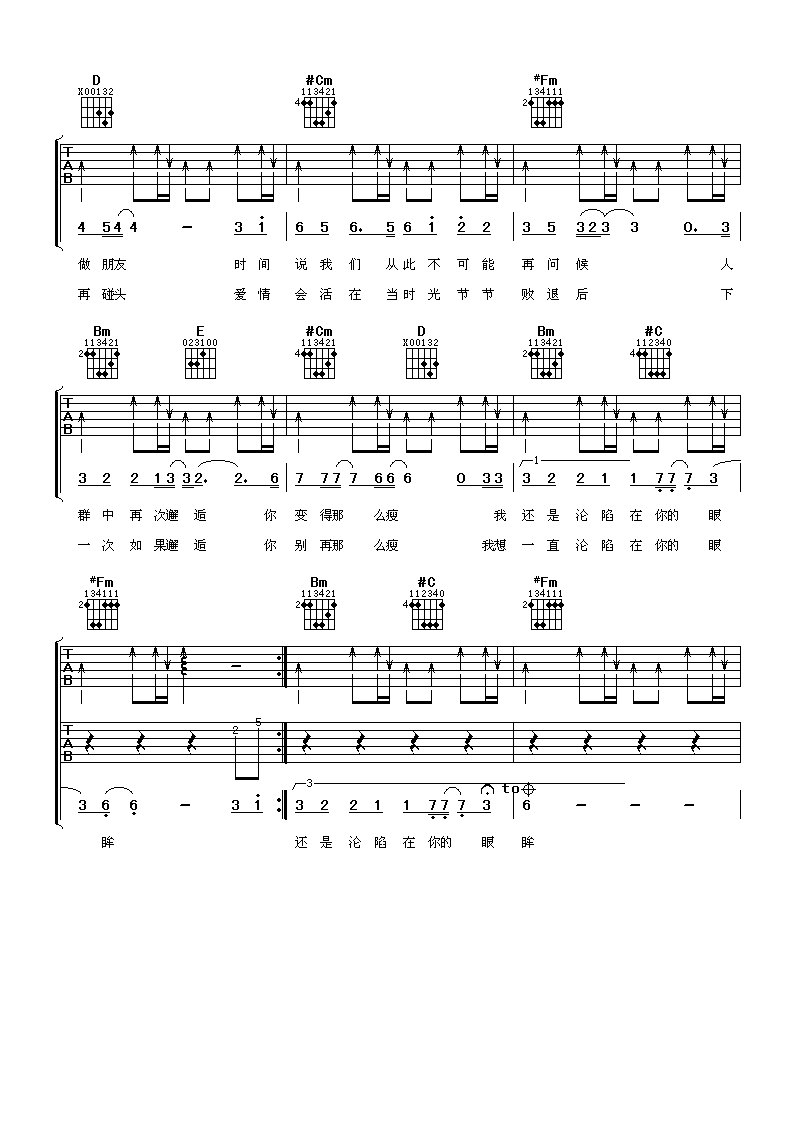 D #Cm #Fm
X00132 113421 134111
4 2
T
A
B
4 5 4 4 － 3 1 6 5 6. 5 6 1 2 2 3 5 3 2 3 3 0. 3
做 朋友 时 间 说 我 们 从 此 不 可 能 再 问 候 人
再 碰头 爱 情 会 活 在 当 时 光 节 节 败 退 后 下
Bm E #Cm D Bm #C
113421 023100 113421 X00132 113421 112340
2 4 2 4
T
A
B
1
3 2 2 1 3 3 2. 2. 6 7 7 7 7 6 6 6 0 3 3 3 2 2 1 1 7 7 7 3
群 中 再 次邂 逅 你 变 得那 么瘦 我 还 是 沦 陷 在 你的 眼
一 次 如 果邂 逅 你 别 再那 么瘦 我想 一 直 沦 陷 在 你的 眼
#Fm Bm #C #Fm
134111 113421 112340 134111
2 2 4 2
T
A
B
－
T
A
B
2 5
3 to
3 6 6 － 3 1 3 2 2 1 1 7 7 7 3 6 － － －
眸 还 是 沦 陷 在 你的 眼 眸